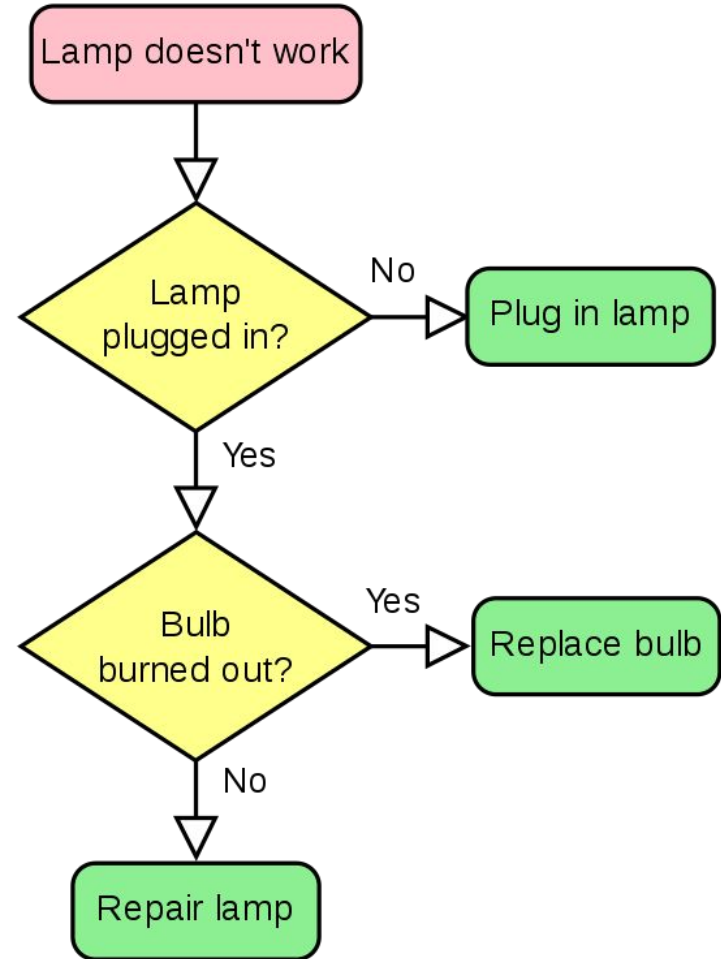 Lamp doesn't work
Lamp
plugged in?
No
Plug in lamp
Yes
Bulb
burned out?
Yes
Replace bulb
No
Repair lamp